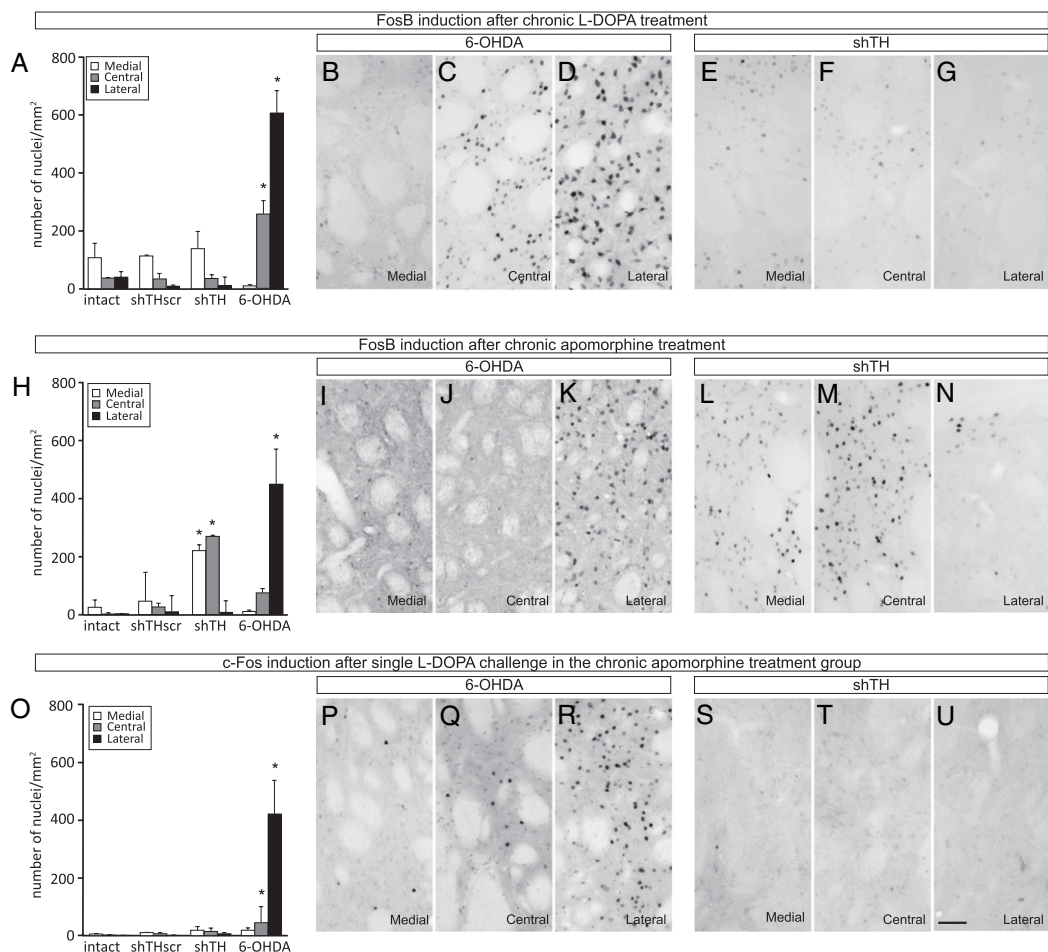 FosB induction after chronic L-DOPA treatment
6-OHDA
shTH
A
800
600
400
200
0
number of nuclei/mm²
Medial
Central
Lateral
*
*
intact shTHscr shTH 6-OHDA
B
Medial
C
Central
D
Lateral
E
Medial
F
Central
G
Lateral
FosB induction after chronic apomorphine treatment
6-OHDA
shTH
H
800
600
400
200
0
number of nuclei/mm²
Medial
Central
Lateral
* *
*
intact shTHscr shTH 6-OHDA
I
Medial
J
Central
K
Lateral
L
Medial
M
Central
N
Lateral
c-Fos induction after single L-DOPA challenge in the chronic apomorphine treatment group
6-OHDA
shTH
O
800
600
400
200
0
number of nuclei/mm²
Medial
Central
Lateral
*
*
intact shTHscr shTH 6-OHDA
P
Medial
Q
Central
R
Lateral
S
Medial
T
Central
U
Lateral